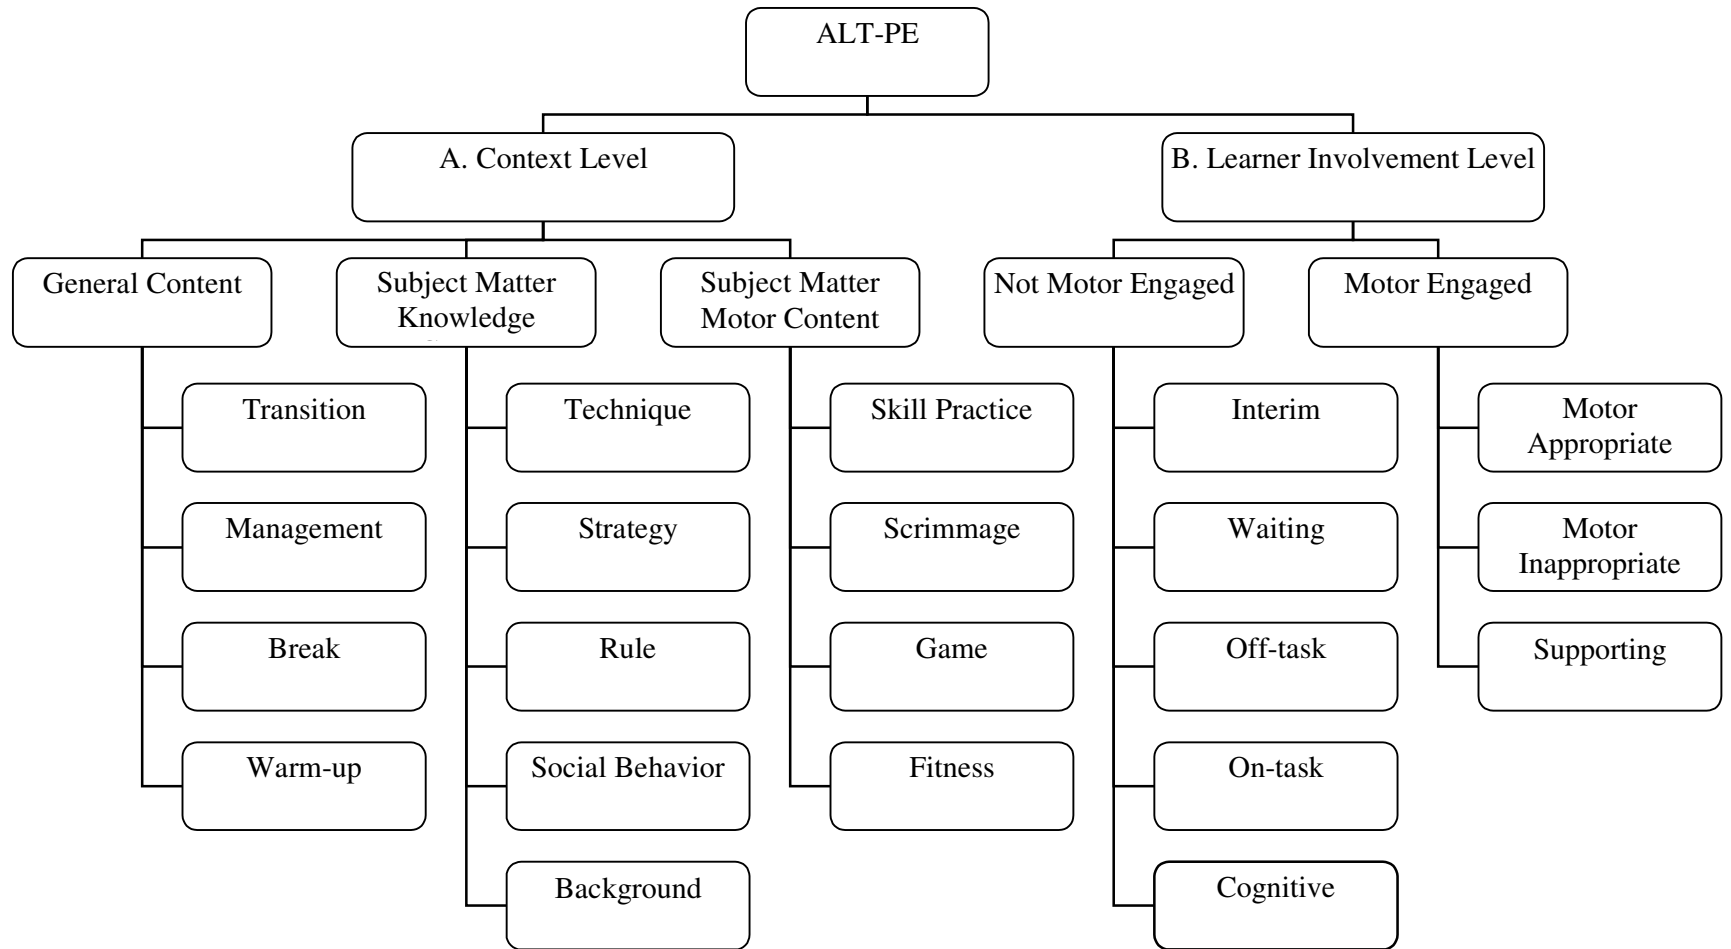 ALT-PE
A. Context Level
B. Learner Involvement Level
General Content
Subject Matter
Knowledge
Subject Matter
Motor Content
Not Motor Engaged
Motor Engaged
Transition
Management
Break
Warm-up
Technique
Strategy
Rule
Social Behavior
Background
Skill Practice
Scrimmage
Game
Fitness
Interim
Waiting
Off-task
On-task
Cognitive
Motor
Appropriate
Motor
Inappropriate
Supporting